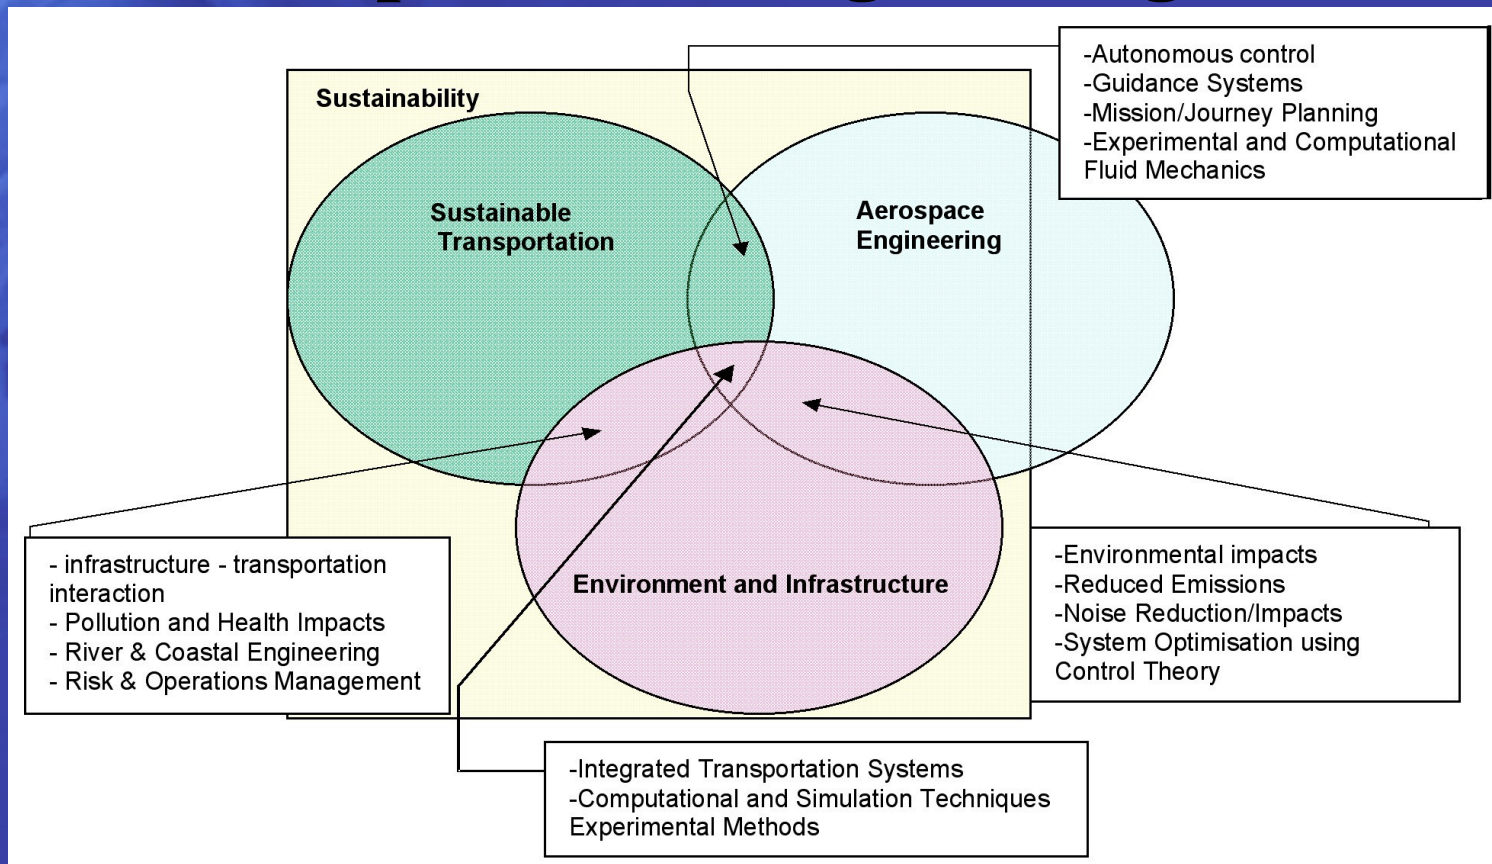 -Autonomous control
-Guidance Systems
-Mission/Journey Planning
-Experimental and Computational
Fluid Mechanics
Sustainability
Sustainable
Transportation
Aerospace
Engineering
- infrastructure - transportation
interaction
- Pollution and Health Impacts
- River & Coastal Engineering
- Risk & Operations Management
Environment and Infrastructure
-Environmental impacts
-Reduced Emissions
-Noise Reduction/Impacts
-System Optimisation using
Control Theory
-Integrated Transportation Systems
-Computational and Simulation Techniques
Experimental Methods